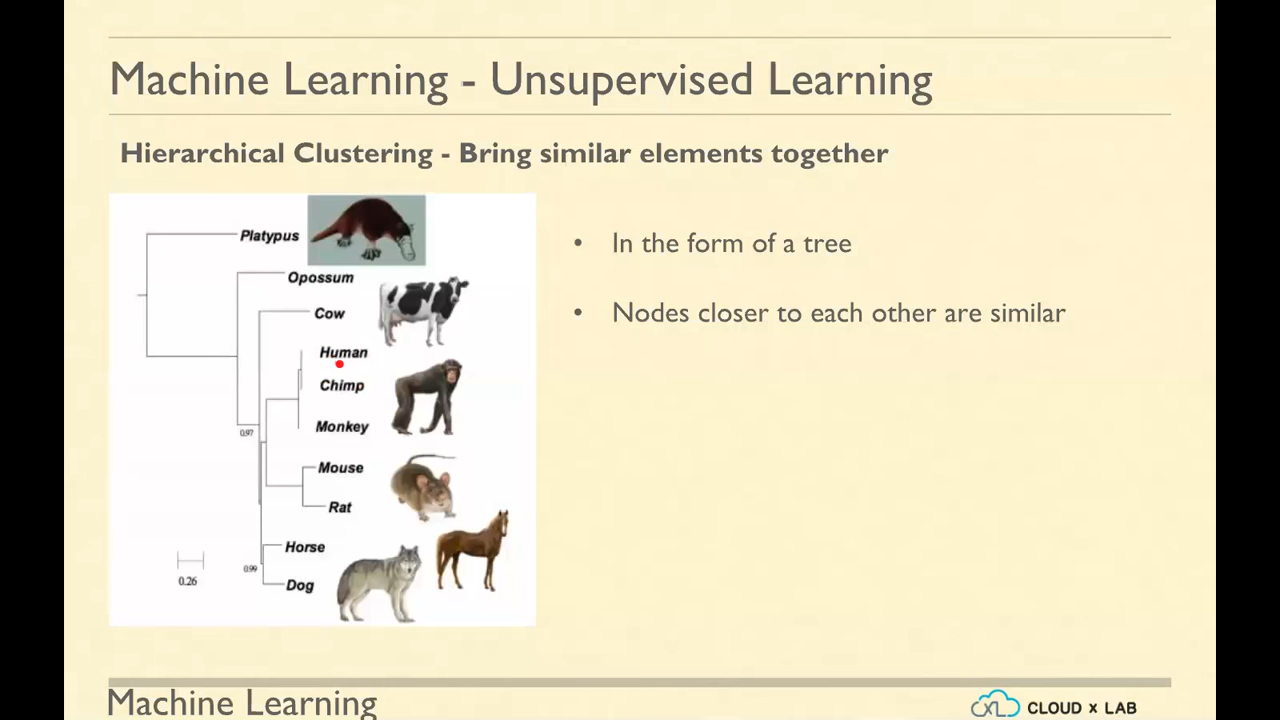 Machine Learning - Unsupervised Learning
Hierarchical Clustering - Bring similar elements together
Platypus
Opossum
Cow
Human
Chimp
Monkey
0.97
Mouse
Rat
Horse
0.99
Dog
0.26
• In the form of a tree
• Nodes closer to each other are similar
Machine Learning
CLOUD x LAB